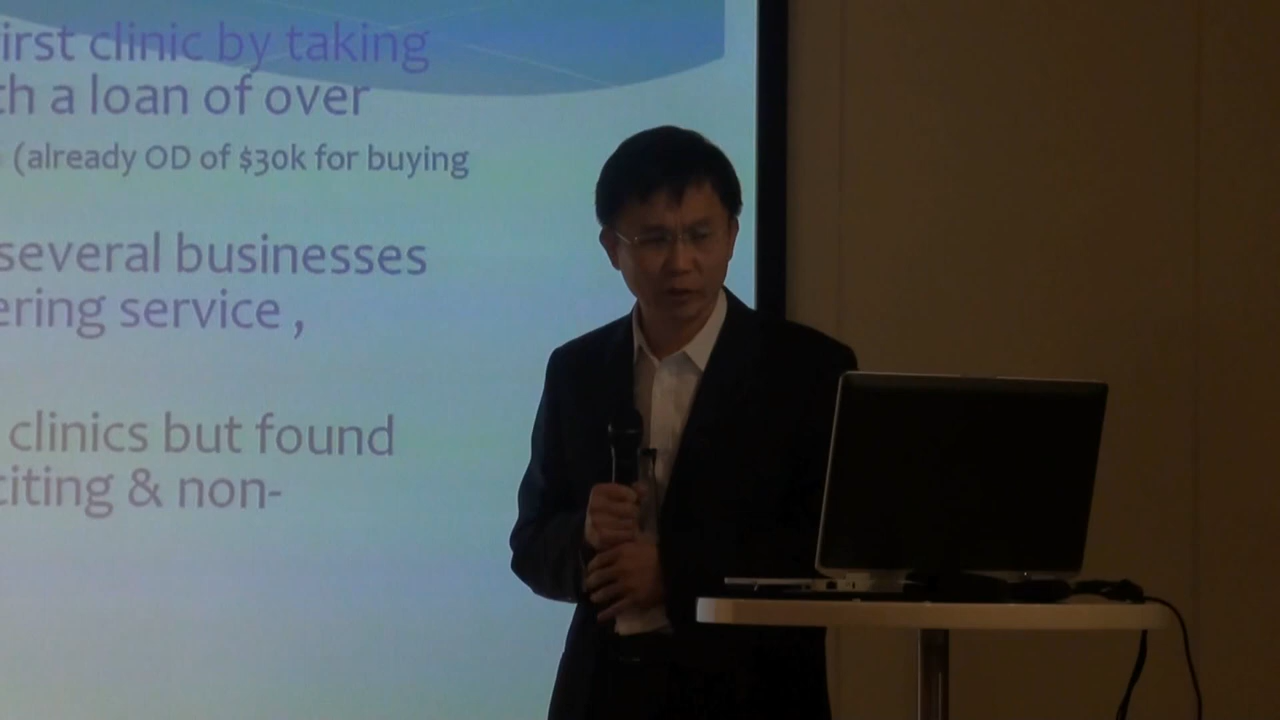 irst clinic by taking
th a loan of over
(already OD of $30k for buying
several businesses
ering service ,
clinics but found
citing & non-